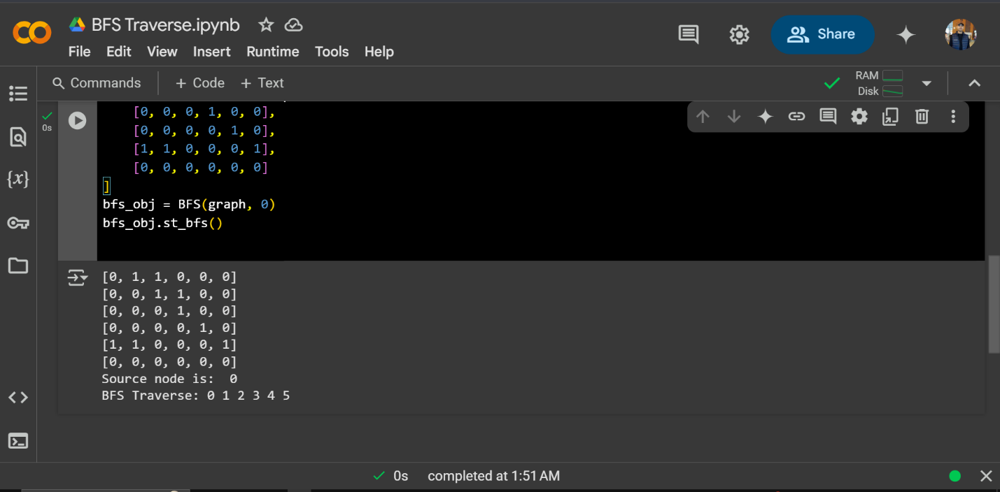 BFS Traverse.ipynb
File Edit View Insert Runtime Tools Help
Share
Commands + Code + Text
RAM
Disk
0s
[0, 0, 0, 1, 0, 0],
[0, 0, 0, 0, 1, 0],
[1, 1, 0, 0, 0, 1],
[0, 0, 0, 0, 0, 0]
]
bfs_obj = BFS(graph, 0)
bfs_obj.st_bfs()
[0, 1, 1, 0, 0, 0]
[0, 0, 1, 1, 0, 0]
[0, 0, 0, 1, 0, 0]
[0, 0, 0, 0, 1, 0]
[1, 1, 0, 0, 0, 1]
[0, 0, 0, 0, 0, 0]
Source node is:  0
BFS Traverse: 0 1 2 3 4 5
{x}
0s completed at 1:51 AM